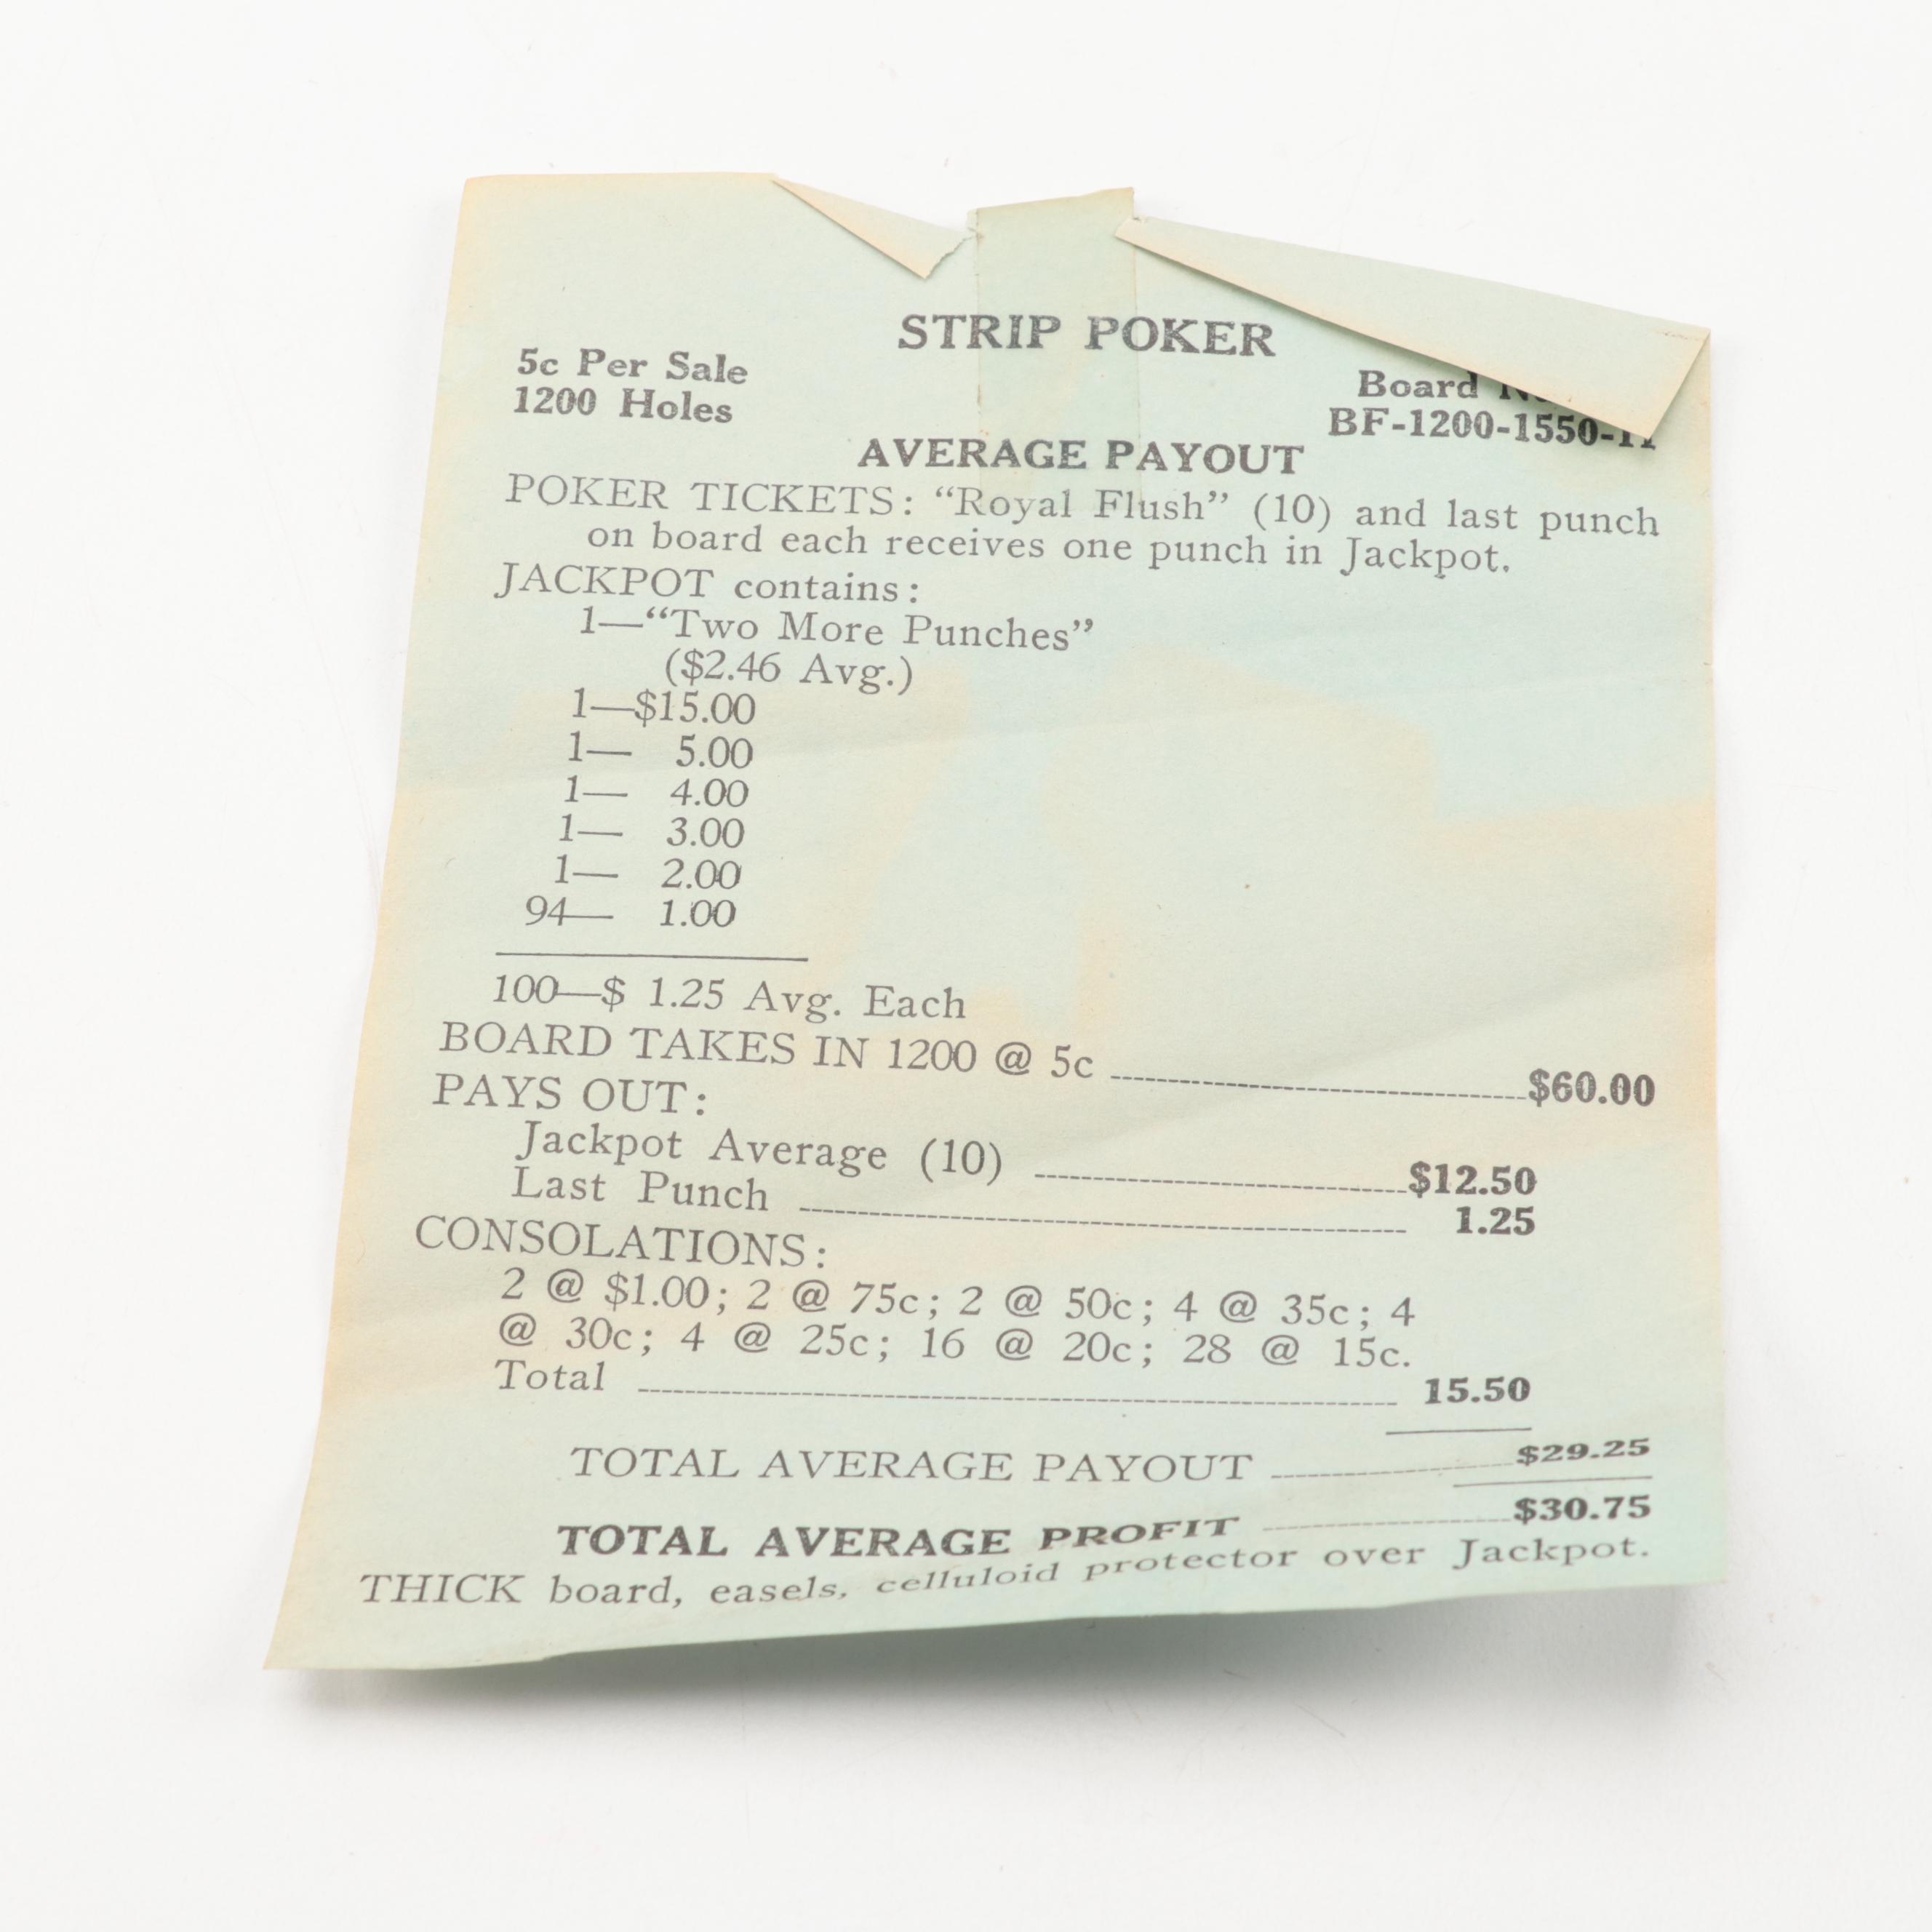 STRIP POKER
5c Per Sale
1200 Holes
Board
BF-1200-1550-11
AVERAGE PAYOUT
POKER TICKETS: “Royal Flush” (10) and last punch
on board each receives one punch in Jackpot.
JACKPOT contains:
1—“Two More Punches”
($2.46 Avg.)
1—$15.00
1— 5.00
1— 4.00
1— 3.00
1— 2.00
94— 1.00
100—$ 1.25 Avg. Each
BOARD TAKES IN 1200 @ 5c $60.00
PAYS OUT:
Jackpot Average (10) $12.50
Last Punch 1.25
CONSOLATIONS:
2 @ $1.00; 2 @ 75c; 2 @ 50c; 4 @ 35c; 4
@ 30c; 4 @ 25c; 16 @ 20c; 28 @ 15c.
Total 15.50
TOTAL AVERAGE PAYOUT $29.25
TOTAL AVERAGE PROFIT $30.75
THICK board, easels, celluloid protector over Jackpot.